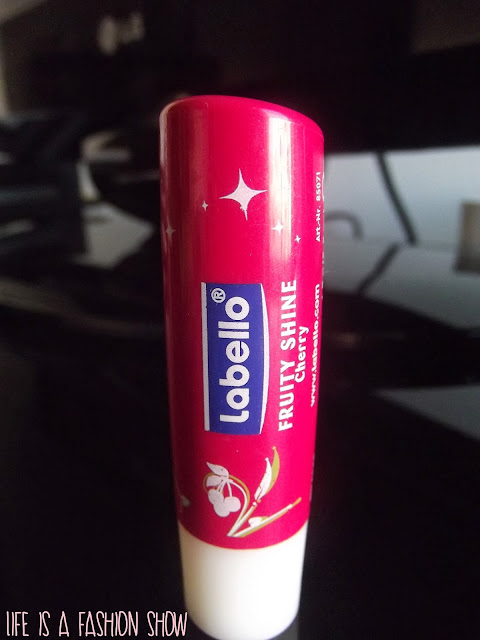 Labello®
FRUITY SHINE
Cherry
www.labello.com
Art.-Nr. 85071
LIFE IS A FASHION SHOW